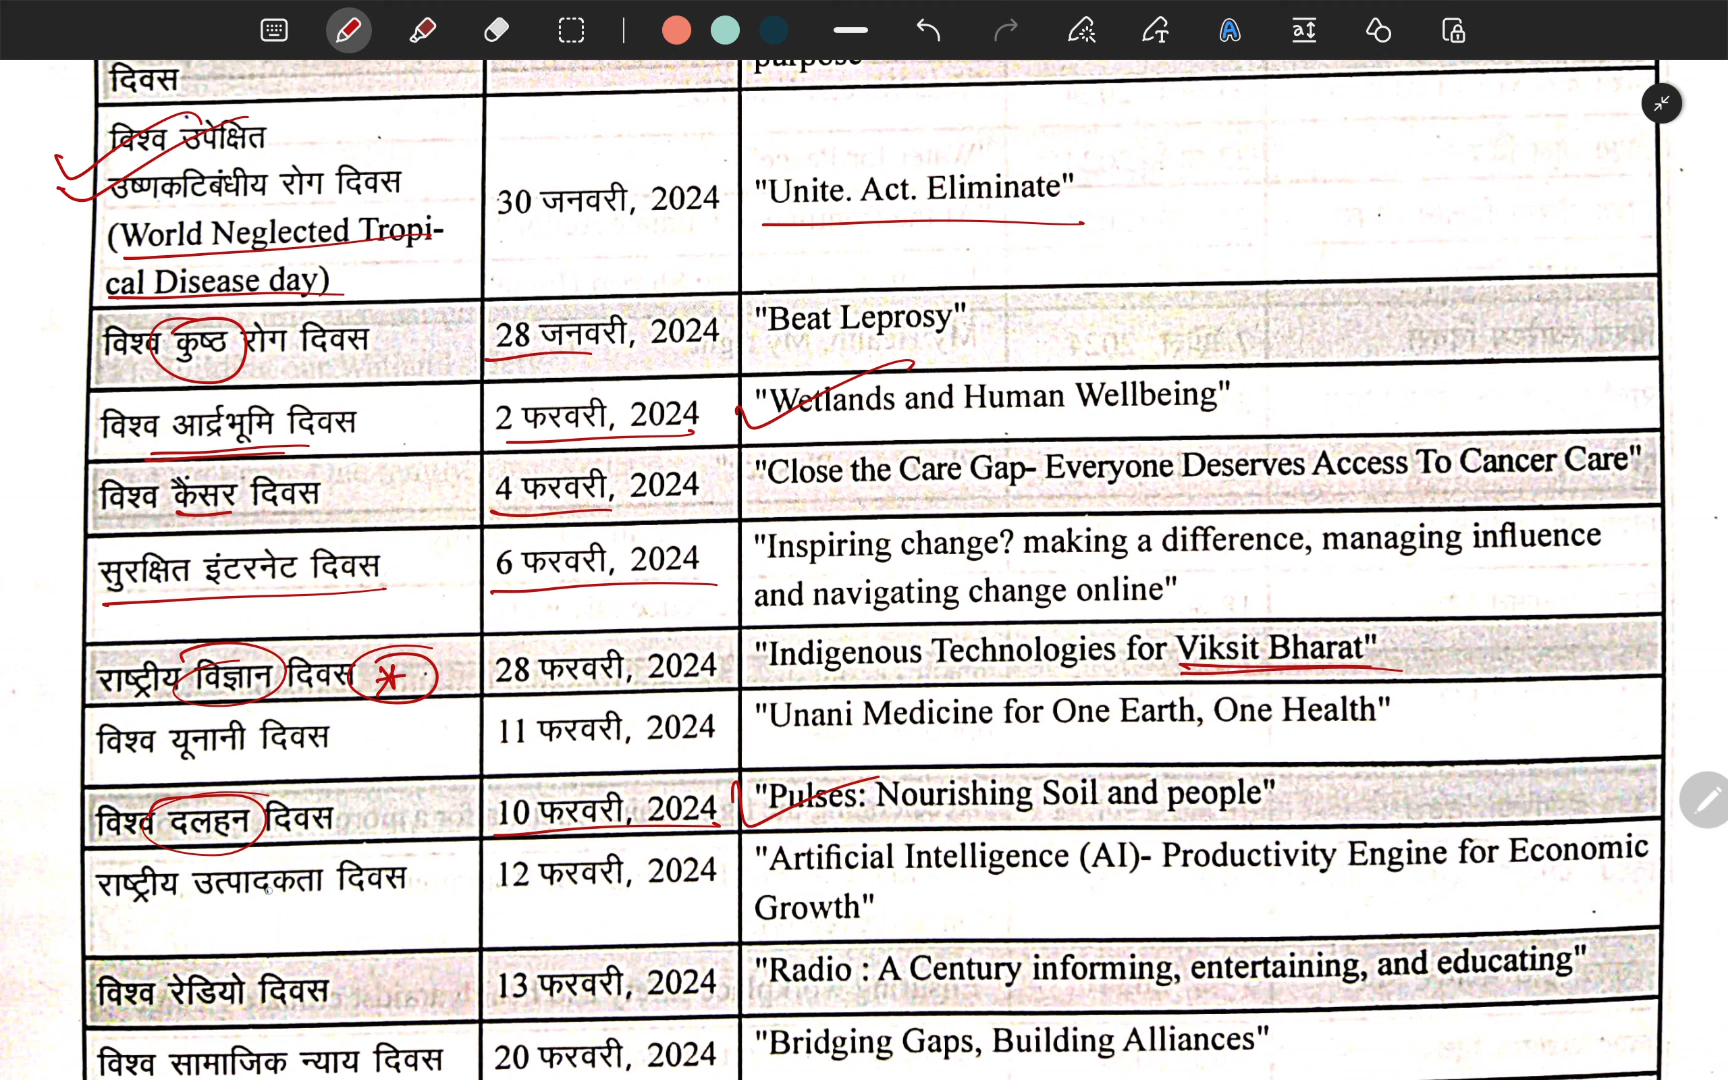 दिवस
purpose
विश्व उपेक्षित
उष्णकटिबंधीय रोग दिवस
(World Neglected Tropi-
cal Disease day)
30 जनवरी, 2024
"Unite. Act. Eliminate"
विश्व कुष्ठ रोग दिवस
28 जनवरी, 2024
"Beat Leprosy"
विश्व आर्द्रभूमि दिवस
2 फरवरी, 2024
"Wetlands and Human Wellbeing"
विश्व कैंसर दिवस
4 फरवरी, 2024
"Close the Care Gap- Everyone Deserves Access To Cancer Care"
सुरक्षित इंटरनेट दिवस
6 फरवरी, 2024
"Inspiring change? making a difference, managing influence
and navigating change online"
राष्ट्रीय विज्ञान दिवस *
28 फरवरी, 2024
"Indigenous Technologies for Viksit Bharat"
विश्व यूनानी दिवस
11 फरवरी, 2024
"Unani Medicine for One Earth, One Health"
विश्व दलहन दिवस
10 फरवरी, 2024
"Pulses: Nourishing Soil and people"
राष्ट्रीय उत्पादकता दिवस
12 फरवरी, 2024
"Artificial Intelligence (AI)- Productivity Engine for Economic
Growth"
विश्व रेडियो दिवस
13 फरवरी, 2024
"Radio : A Century informing, entertaining, and educating"
विश्व सामाजिक न्याय दिवस
20 फरवरी, 2024
"Bridging Gaps, Building Alliances"